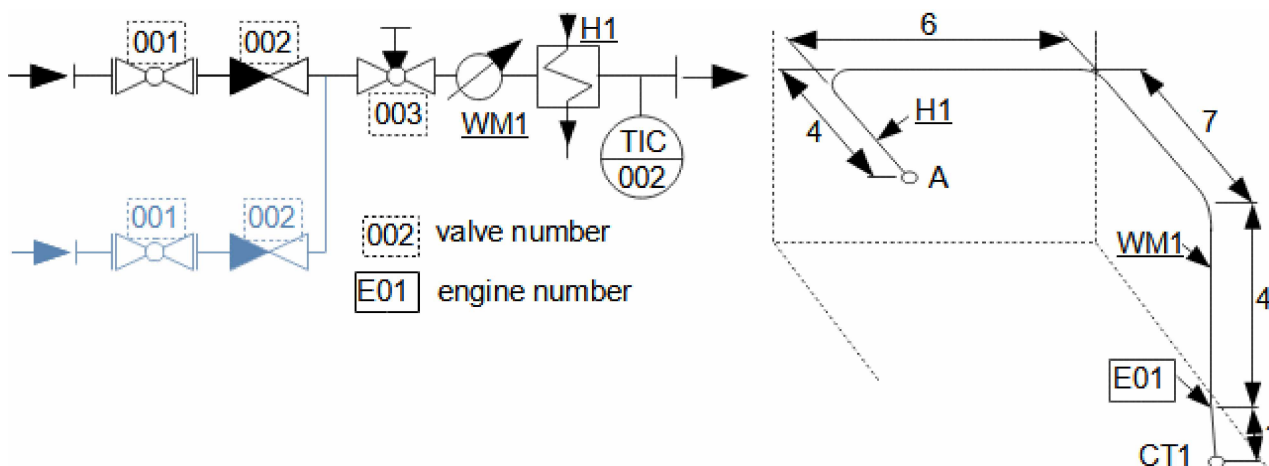 001
002
H1
003
WM1
TIC
002
001
002
002 valve number
E01 engine number
6
4
H1
A
7
WM1
4
E01
CT1